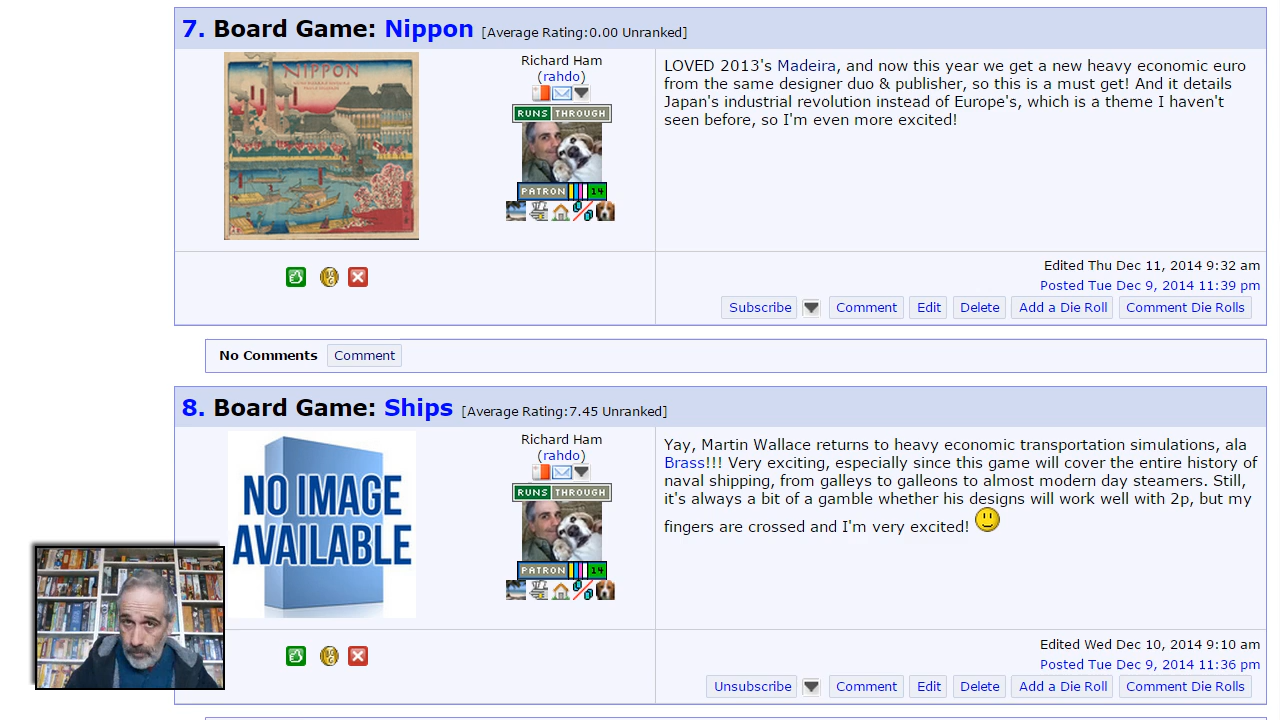 7. Board Game: Nippon [Average Rating:0.00 Unranked]
NIPPON
Richard Ham
(rahdo)
RUNS THROUGH
PATRON 14
LOVED 2013's Madeira, and now this year we get a new heavy economic euro
from the same designer duo & publisher, so this is a must get! And it details
Japan's industrial revolution instead of Europe's, which is a theme I haven't
seen before, so I'm even more excited!
Edited Thu Dec 11, 2014 9:32 am
Posted Tue Dec 9, 2014 11:39 pm
Subscribe Comment Edit Delete Add a Die Roll Comment Die Rolls
No Comments Comment
8. Board Game: Ships [Average Rating:7.45 Unranked]
NO IMAGE
AVAILABLE
Richard Ham
(rahdo)
RUNS THROUGH
PATRON 14
Yay, Martin Wallace returns to heavy economic transportation simulations, ala
Brass!!! Very exciting, especially since this game will cover the entire history of
naval shipping, from galleys to galleons to almost modern day steamers. Still,
it's always a bit of a gamble whether his designs will work well with 2p, but my
fingers are crossed and I'm very excited!
Edited Wed Dec 10, 2014 9:10 am
Posted Tue Dec 9, 2014 11:36 pm
Unsubscribe Comment Edit Delete Add a Die Roll Comment Die Rolls